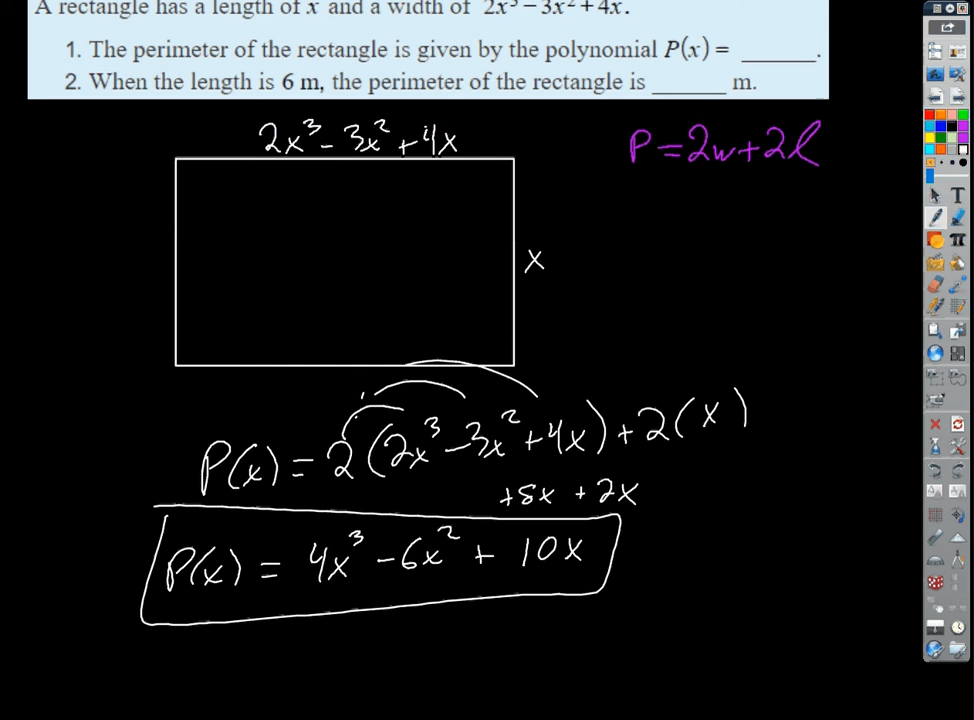 A rectangle has a length of x and a width of 2x³ − 3x² + 4x.
1. The perimeter of the rectangle is given by the polynomial P(x) = ______.
2. When the length is 6 m, the perimeter of the rectangle is ______ m.
2x³ − 3x² + 4x
P = 2w + 2l
x
P(x) = 2(2x³ − 3x² + 4x) + 2(x)
+8x + 2x
P(x) = 4x³ − 6x² + 10x